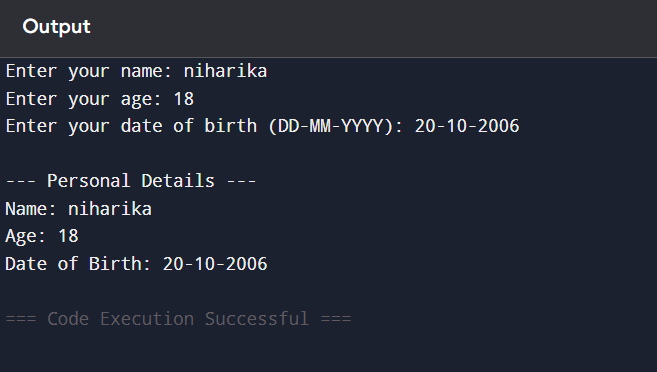 Output
Enter your name: niharika
Enter your age: 18
Enter your date of birth (DD-MM-YYYY): 20-10-2006
--- Personal Details ---
Name: niharika
Age: 18
Date of Birth: 20-10-2006
=== Code Execution Successful ===